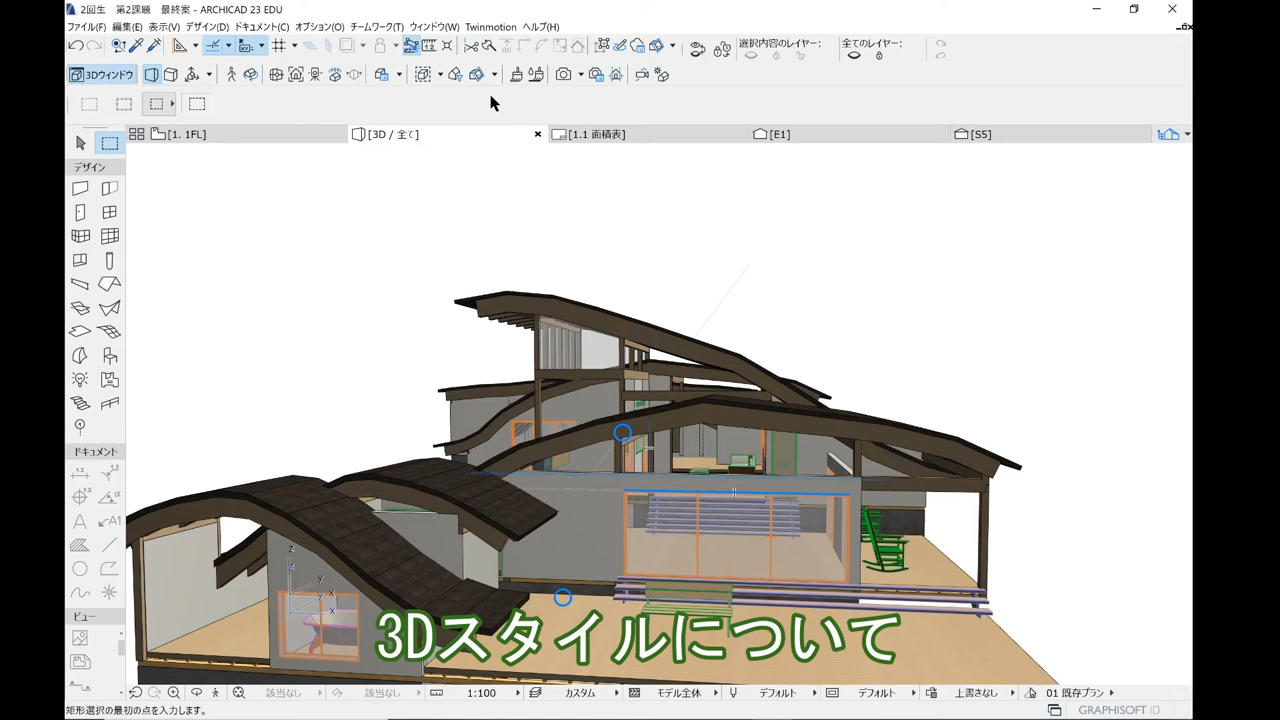 2回生　第2課題　最終案 - ARCHICAD 23 EDU
ファイル(F) 編集(E) 表示(V) デザイン(D) ドキュメント(C) オプション(O) チームワーク(T) ウィンドウ(W) Twinmotion ヘルプ(H)
選択内容のレイヤー: 全てのレイヤー:
3Dウィンドウ
[1. 1FL] [3D / 全て] [1.1 面積表] [E1] [S5]
デザイン
ドキュメント
A A1
ビュー
z
y
x
z
y
x
3Dスタイルについて
該当なし 該当なし 1:100 カスタム モデル全体 デフォルト デフォルト 上書きなし 01 既存プラン
矩形選択の最初の点を入力します。
GRAPHISOFT ID